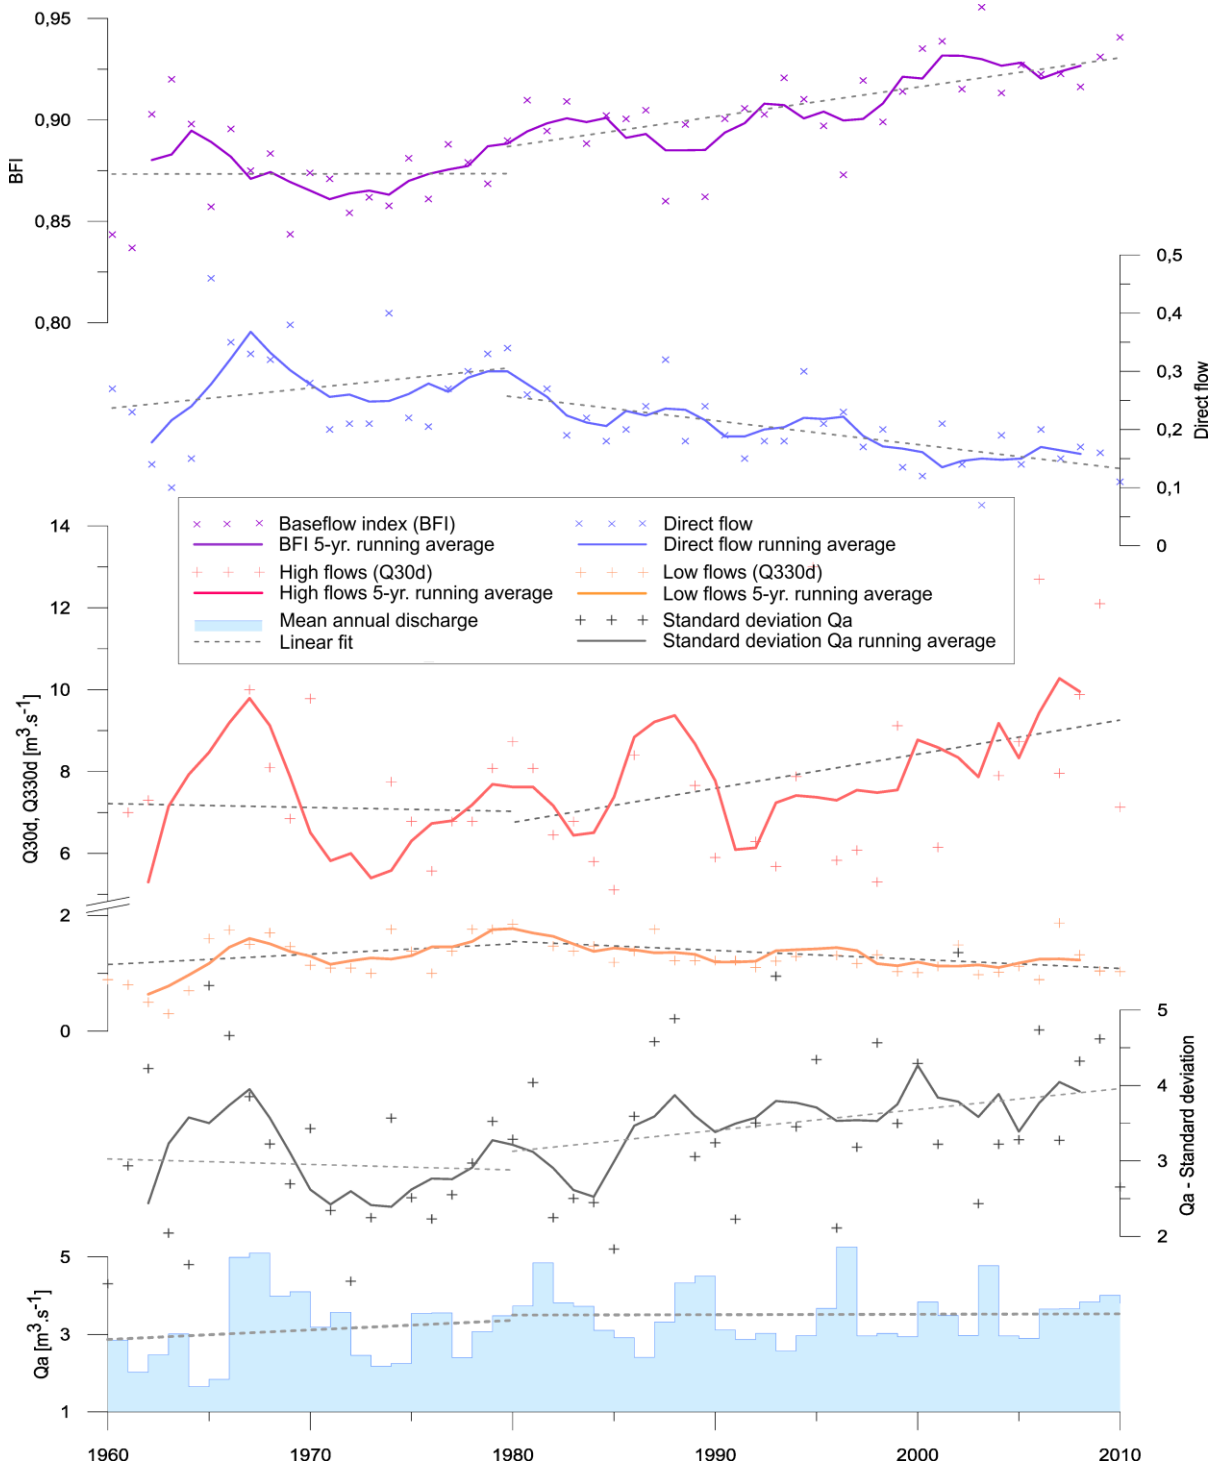 0,95
0,90
BFI
0,85
0,80
0,5
0,4
0,3
Direct flow
0,2
0,1
0
Baseflow index (BFI)
BFI 5-yr. running average
High flows (Q30d)
High flows 5-yr. running average
Mean annual discharge
Linear fit
Direct flow
Direct flow running average
Low flows (Q330d)
Low flows 5-yr. running average
Standard deviation Qa
Standard deviation Qa running average
14
12
10
Q30d, Q330d [m³.s⁻¹]
8
6
2
0
5
4
Qa - Standard deviation
3
2
5
Qa [m³.s⁻¹]
3
1
1960
1970
1980
1990
2000
2010